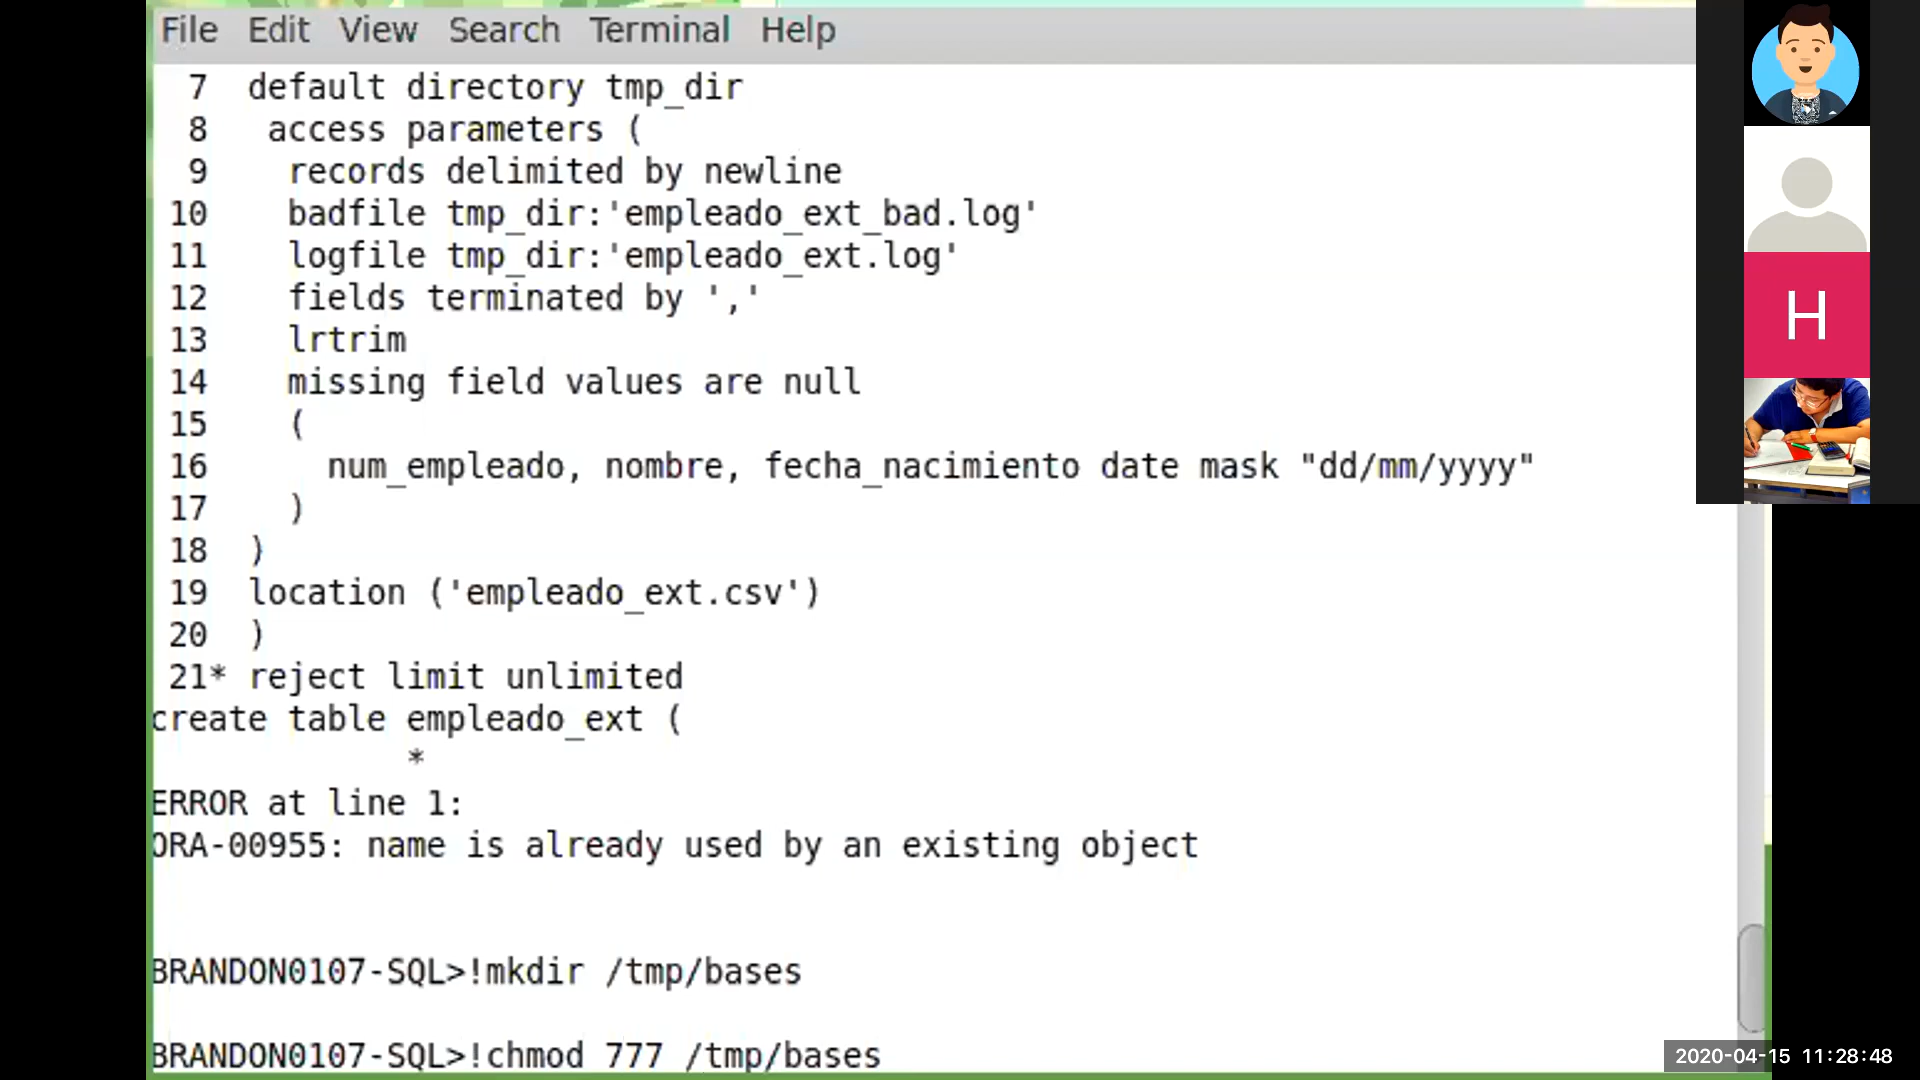 File Edit View Search Terminal Help
7 default directory tmp_dir
8 access parameters (
9 records delimited by newline
10 badfile tmp_dir:'empleado_ext_bad.log'
11 logfile tmp_dir:'empleado_ext.log'
12 fields terminated by ','
13 lrtrim
14 missing field values are null
15 (
16 num_empleado, nombre, fecha_nacimiento date mask "dd/mm/yyyy"
17 )
18 )
19 location ('empleado_ext.csv')
20 )
21* reject limit unlimited
create table empleado_ext (
*
ERROR at line 1:
ORA-00955: name is already used by an existing object
BRANDON0107-SQL>!mkdir /tmp/bases
BRANDON0107-SQL>!chmod 777 /tmp/bases
H
2020-04-15 11:28:48